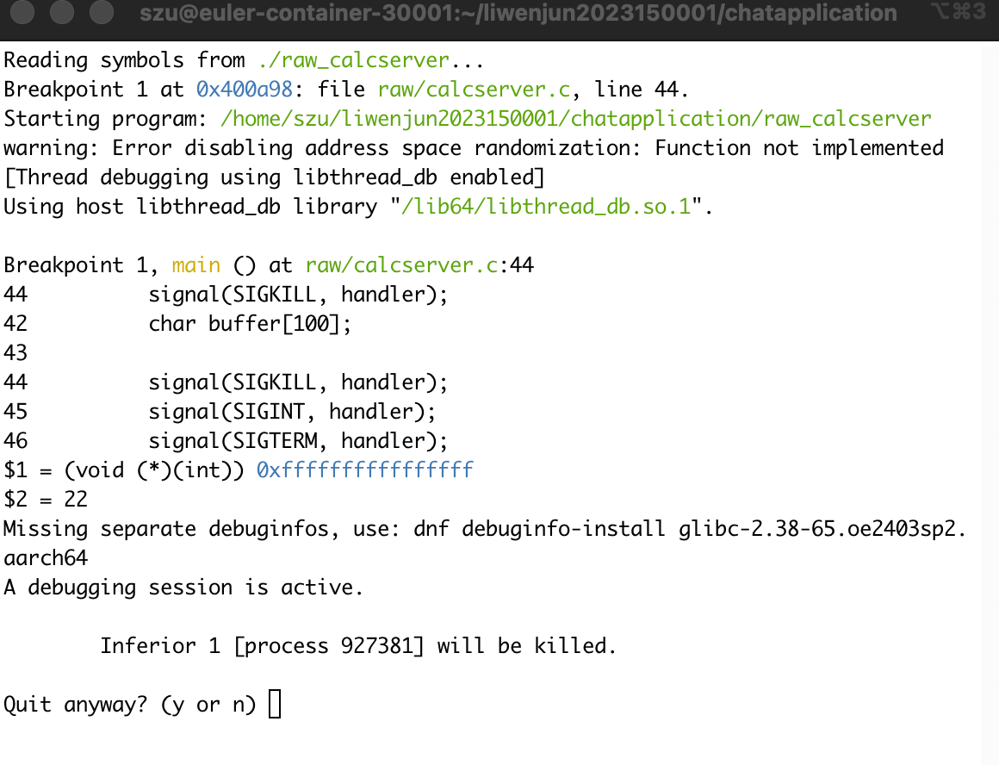 szu@euler-container-30001:~/liwenjun2023150001/chatapplication ⌥⌘3
Reading symbols from ./raw_calcserver...
Breakpoint 1 at 0x400a98: file raw/calcserver.c, line 44.
Starting program: /home/szu/liwenjun2023150001/chatapplication/raw_calcserver
warning: Error disabling address space randomization: Function not implemented
[Thread debugging using libthread_db enabled]
Using host libthread_db library "/lib64/libthread_db.so.1".
Breakpoint 1, main () at raw/calcserver.c:44
44          signal(SIGKILL, handler);
42          char buffer[100];
43
44          signal(SIGKILL, handler);
45          signal(SIGINT, handler);
46          signal(SIGTERM, handler);
$1 = (void (*)(int)) 0xffffffffffffffff
$2 = 22
Missing separate debuginfos, use: dnf debuginfo-install glibc-2.38-65.oe2403sp2.
aarch64
A debugging session is active.
        Inferior 1 [process 927381] will be killed.
Quit anyway? (y or n)